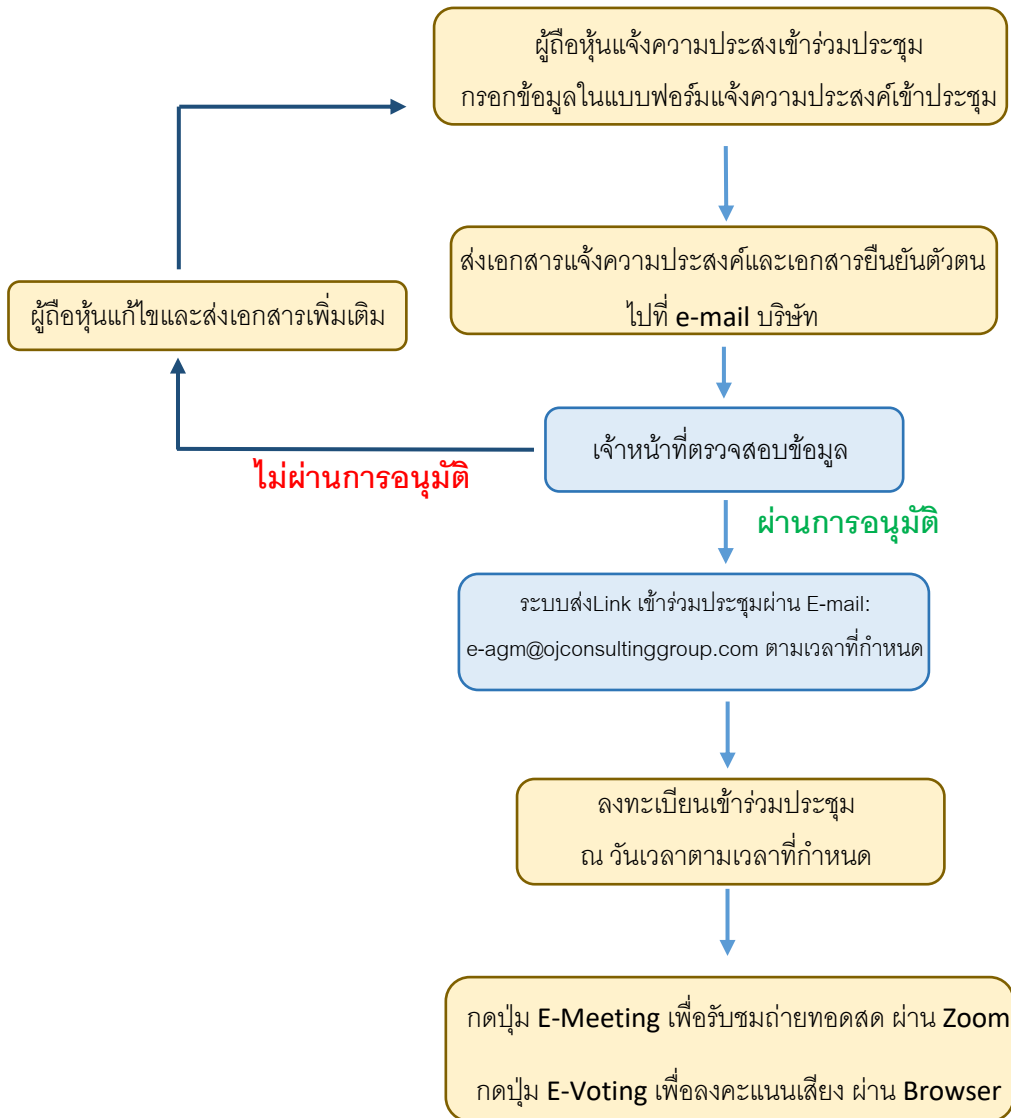 ผู้ถือหุ้นแจ้งความประสงเข้าร่วมประชุม
กรอกข้อมูลในแบบฟอร์มแจ้งความประสงค์เข้าประชุม
ส่งเอกสารแจ้งความประสงค์และเอกสารยืนยันตัวตน
ไปที่ e-mail บริษัท
ผู้ถือหุ้นแก้ไขและส่งเอกสารเพิ่มเติม
เจ้าหน้าที่ตรวจสอบข้อมูล
ไม่ผ่านการอนุมัติ
ผ่านการอนุมัติ
ระบบส่งLink เข้าร่วมประชุมผ่าน E-mail:
e-agm@ojconsultinggroup.com ตามเวลาที่กำหนด
ลงทะเบียนเข้าร่วมประชุม
ณ วันเวลาตามเวลาที่กำหนด
กดปุ่ม E-Meeting เพื่อรับชมถ่ายทอดสด ผ่าน Zoom
กดปุ่ม E-Voting เพื่อลงคะแนนเสียง ผ่าน Browser